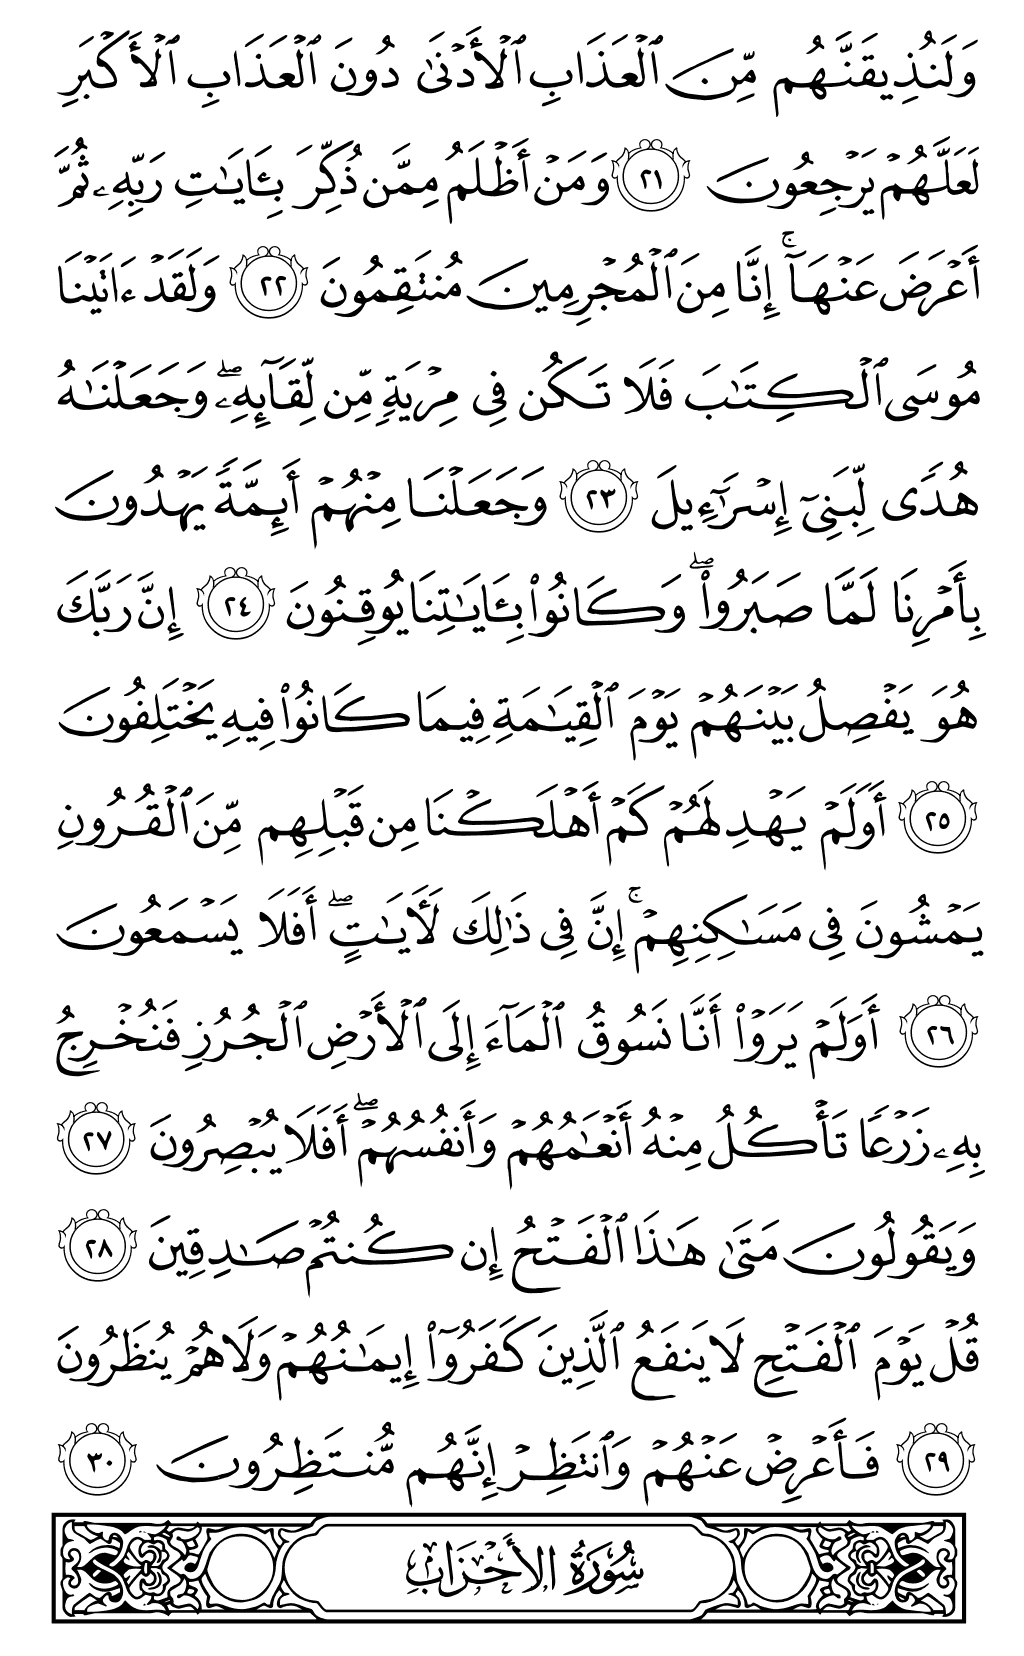 وَلَنُذِيقَنَّهُم مِّنَ ٱلْعَذَابِ ٱلْأَدْنَىٰ دُونَ ٱلْعَذَابِ ٱلْأَكْبَرِ
لَعَلَّهُمْ يَرْجِعُونَ ٢١ وَمَنْ أَظْلَمُ مِمَّن ذُكِّرَ بِـَٔايَـٰتِ رَبِّهِۦ ثُمَّ
أَعْرَضَ عَنْهَآ ۚ إِنَّا مِنَ ٱلْمُجْرِمِينَ مُنتَقِمُونَ ٢٢ وَلَقَدْ ءَاتَيْنَا
مُوسَى ٱلْكِتَـٰبَ فَلَا تَكُن فِى مِرْيَةٍ مِّن لِّقَآئِهِۦ ۖ وَجَعَلْنَـٰهُ
هُدًى لِّبَنِىٓ إِسْرَٰٓءِيلَ ٢٣ وَجَعَلْنَا مِنْهُمْ أَئِمَّةً يَهْدُونَ
بِأَمْرِنَا لَمَّا صَبَرُوا۟ ۖ وَكَانُوا۟ بِـَٔايَـٰتِنَا يُوقِنُونَ ٢٤ إِنَّ رَبَّكَ
هُوَ يَفْصِلُ بَيْنَهُمْ يَوْمَ ٱلْقِيَـٰمَةِ فِيمَا كَانُوا۟ فِيهِ يَخْتَلِفُونَ
٢٥ أَوَلَمْ يَهْدِ لَهُمْ كَمْ أَهْلَكْنَا مِن قَبْلِهِم مِّنَ ٱلْقُرُونِ
يَمْشُونَ فِى مَسَـٰكِنِهِمْ ۚ إِنَّ فِى ذَٰلِكَ لَـَٔايَـٰتٍ ۖ أَفَلَا يَسْمَعُونَ
٢٦ أَوَلَمْ يَرَوْا۟ أَنَّا نَسُوقُ ٱلْمَآءَ إِلَى ٱلْأَرْضِ ٱلْجُرُزِ فَنُخْرِجُ
بِهِۦ زَرْعًا تَأْكُلُ مِنْهُ أَنْعَـٰمُهُمْ وَأَنفُسُهُمْ ۖ أَفَلَا يُبْصِرُونَ ٢٧
وَيَقُولُونَ مَتَىٰ هَـٰذَا ٱلْفَتْحُ إِن كُنتُمْ صَـٰدِقِينَ ٢٨
قُلْ يَوْمَ ٱلْفَتْحِ لَا يَنفَعُ ٱلَّذِينَ كَفَرُوٓا۟ إِيمَـٰنُهُمْ وَلَا هُمْ يُنظَرُونَ
٢٩ فَأَعْرِضْ عَنْهُمْ وَٱنتَظِرْ إِنَّهُم مُّنتَظِرُونَ ٣٠
سُورَةُ الأَحْزَابِ